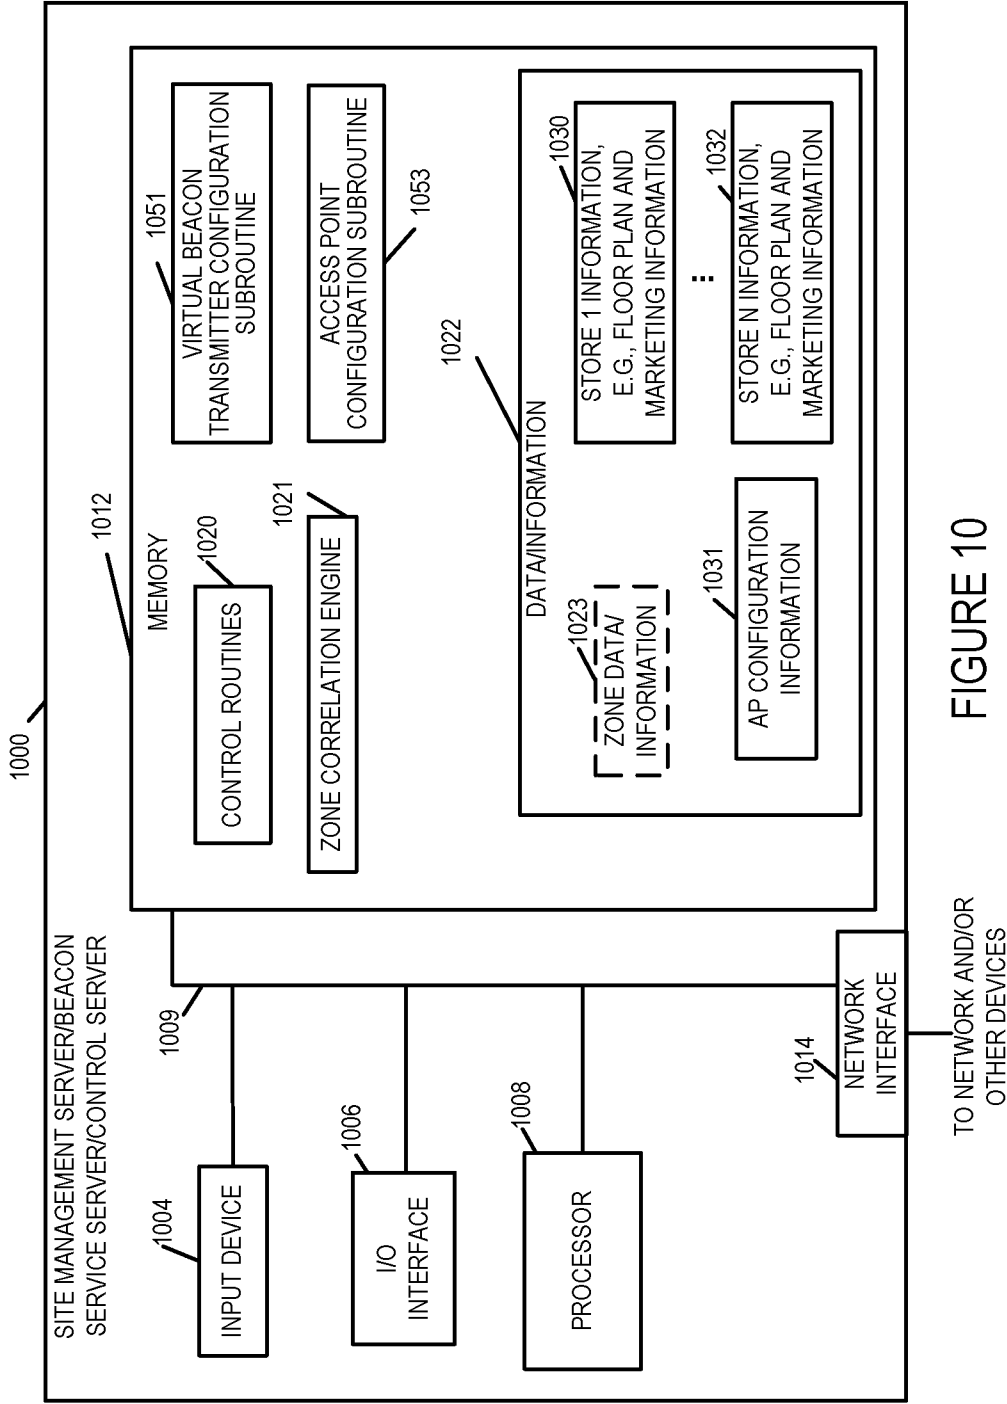 1000
SITE MANAGEMENT SERVER/BEACON
SERVICE SERVER/CONTROL SERVER
1004
INPUT DEVICE
1006
I/O
INTERFACE
1008
PROCESSOR
1009
1014
NETWORK
INTERFACE
TO NETWORK AND/OR
OTHER DEVICES
1012
MEMORY
1020
CONTROL ROUTINES
1021
ZONE CORRELATION ENGINE
1051
VIRTUAL BEACON
TRANSMITTER CONFIGURATION
SUBROUTINE
ACCESS POINT
CONFIGURATION SUBROUTINE
1053
1022
DATA/INFORMATION
1023
ZONE DATA/
INFORMATION
1031
AP CONFIGURATION
INFORMATION
1030
STORE 1 INFORMATION,
E.G., FLOOR PLAN AND
MARKETING INFORMATION
...
1032
STORE N INFORMATION,
E.G., FLOOR PLAN AND
MARKETING INFORMATION
FIGURE 10